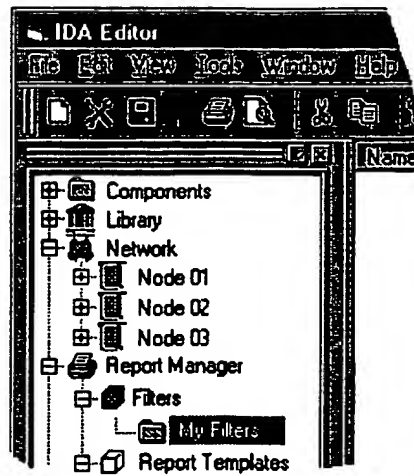 IDA Editor
File Edit View Tools Window Help
Name
Components
Library
Network
Node 01
Node 02
Node 03
Report Manager
Filters
My Filters
Report Templates